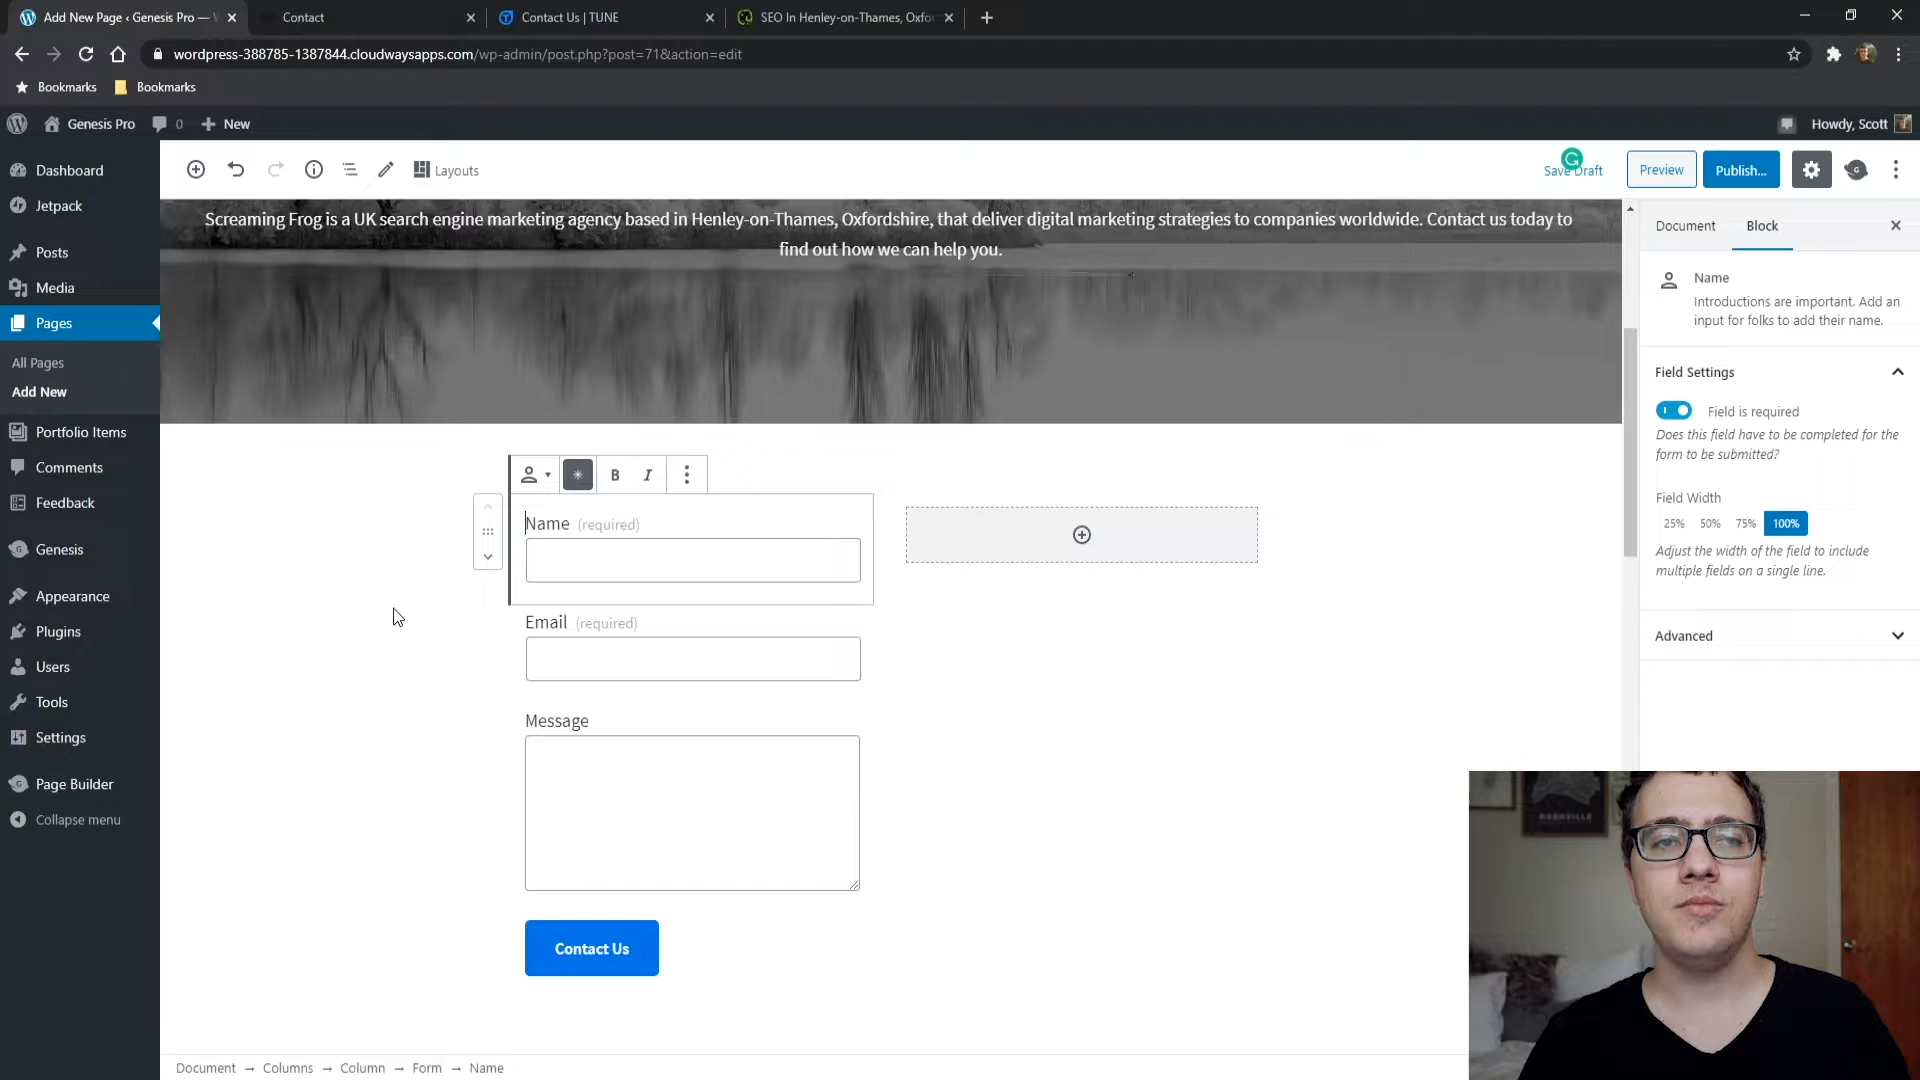 Add New Page ‹ Genesis Pro —
Contact
Contact Us | TUNE
SEO In Henley-on-Thames, Oxfor
wordpress-388785-1387844.cloudwaysapps.com/wp-admin/post.php?post=71&action=edit
Bookmarks
Bookmarks
Genesis Pro
0
New
Howdy, Scott
Dashboard
Jetpack
Posts
Media
Pages
All Pages
Add New
Portfolio Items
Comments
Feedback
Genesis
Appearance
Plugins
Users
Tools
Settings
Page Builder
Collapse menu
Layouts
Save Draft
Preview
Publish...
Screaming Frog is a UK search engine marketing agency based in Henley-on-Thames, Oxfordshire, that deliver digital marketing strategies to companies worldwide. Contact us today to
find out how we can help you.
B
I
Name (required)
Email (required)
Message
Contact Us
Document
Block
Name
Introductions are important. Add an
input for folks to add their name.
Field Settings
Field is required
Does this field have to be completed for the
form to be submitted?
Field Width
25% 50% 75% 100%
Adjust the width of the field to include
multiple fields on a single line.
Advanced
NASHVILLE
Document → Columns → Column → Form → Name